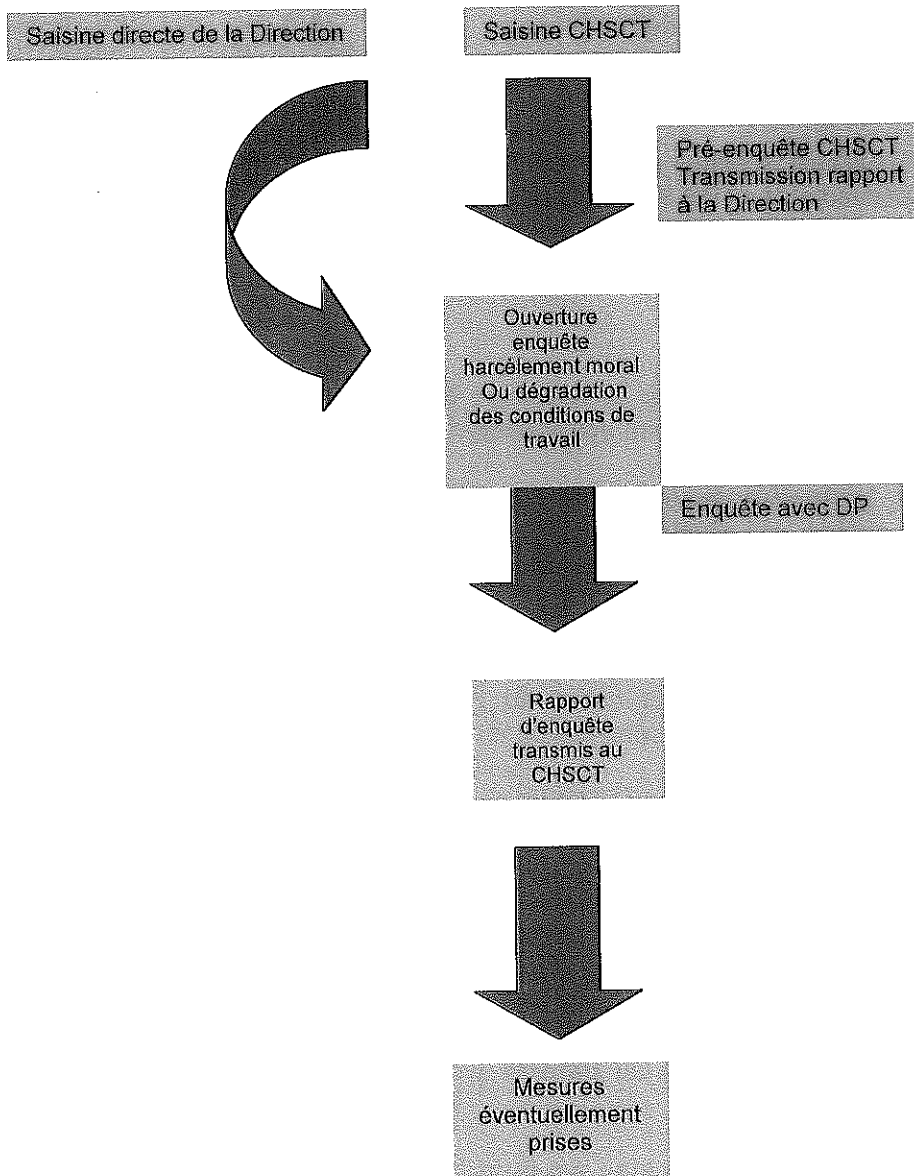 Saisine directe de la Direction
Saisine CHSCT
Pré-enquête CHSCT
Transmission rapport
à la Direction
Ouverture
enquête
harcèlement moral
Ou dégradation
des conditions de
travail
Enquête avec DP
Rapport
d'enquête
transmis au
CHSCT
Mesures
éventuellement
prises